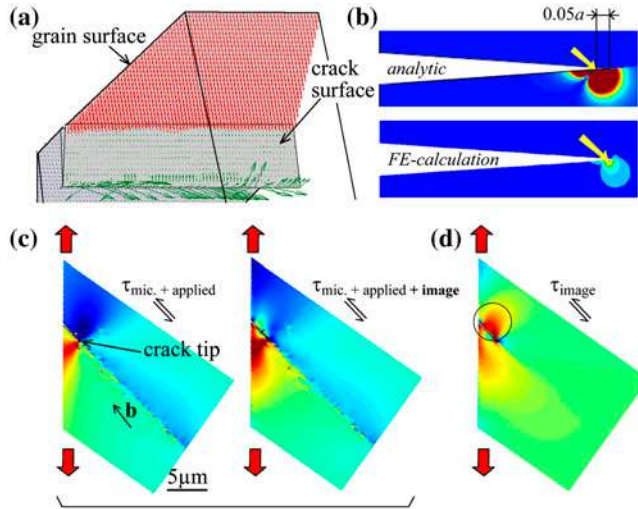 (a)
grain surface
crack
surface
(b)
0.05a
analytic
FE-calculation
(c)
τmic. + applied
crack tip
b
5μm
τmic. + applied + image
(d)
τimage